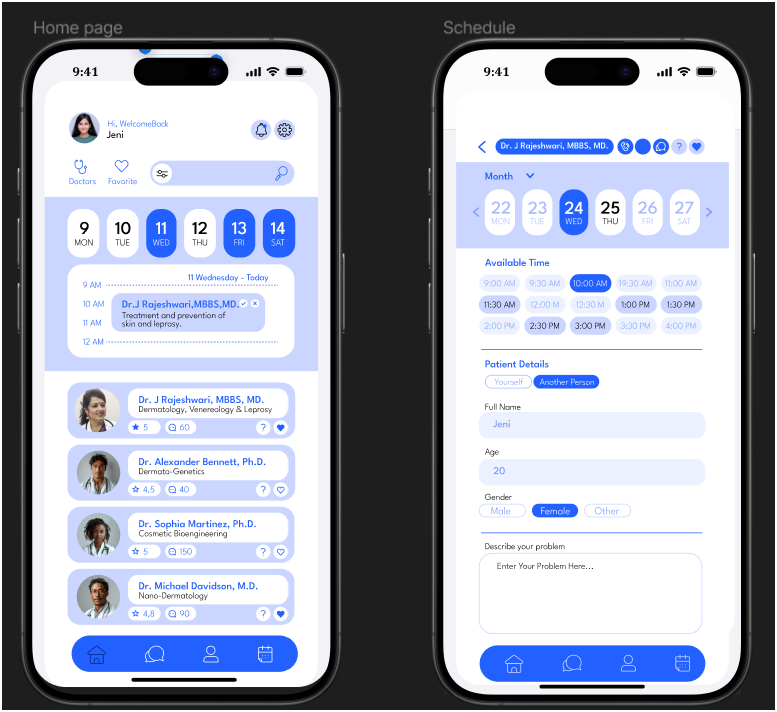 Home page
9:41
Hi, WelcomeBack
Jeni
Doctors
Favorite
9 10 11 12 13 14
MON TUE WED THU FRI SAT
11 Wednesday - Today
9 AM
10 AM
Dr.J Rajeshwari,MBBS,MD.
Treatment and prevention of
11 AM
skin and leprosy.
12 AM
Dr. J Rajeshwari, MBBS, MD.
Dermatology, Venereology & Leprosy
5 60 ?
Dr. Alexander Bennett, Ph.D.
Dermato-Genetics
4,5 40 ?
Dr. Sophia Martinez, Ph.D.
Cosmetic Bioengineering
5 150 ?
Dr. Michael Davidson, M.D.
Nano-Dermatology
4,8 90 ?
Schedule
9:41
Dr. J Rajeshwari, MBBS, MD. ?
Month
22 23 24 25 26 27
MON TUE WED THU FRI SAT
Available Time
9:00 AM 9:30 AM 10:00 AM 19:30 AM 11:00 AM
11:30 AM 12:00 M 12:30 M 1:00 PM 1:30 PM
2:00 PM 2:30 PM 3:00 PM 3:30 PM 4:00 PM
Patient Details
Yourself Another Person
Full Name
Jeni
Age
20
Gender
Male Female Other
Describe your problem
Enter Your Problem Here...